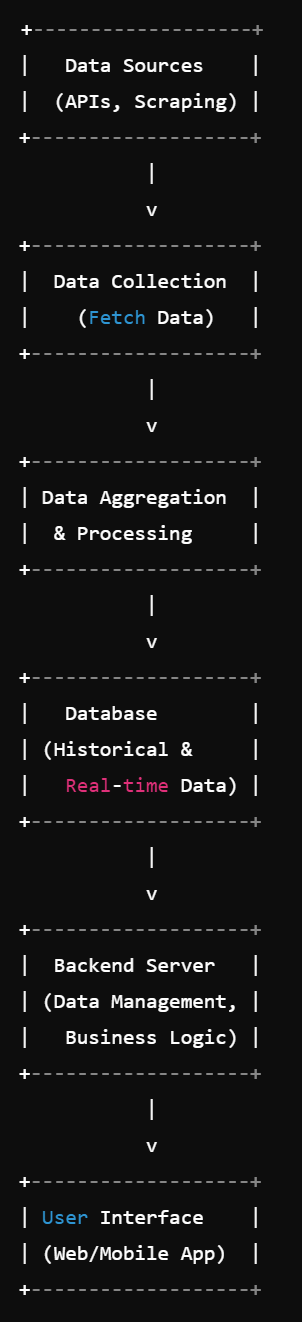 +-------------------+
|   Data Sources    |
|  (APIs, Scraping) |
+-------------------+
           |
           v
+-------------------+
|  Data Collection  |
|    (Fetch Data)   |
+-------------------+
           |
           v
+-------------------+
| Data Aggregation  |
|  & Processing     |
+-------------------+
           |
           v
+-------------------+
|   Database        |
| (Historical &     |
|   Real-time Data) |
+-------------------+
           |
           v
+-------------------+
|  Backend Server   |
| (Data Management, |
|   Business Logic) |
+-------------------+
           |
           v
+-------------------+
| User Interface    |
| (Web/Mobile App)  |
+-------------------+